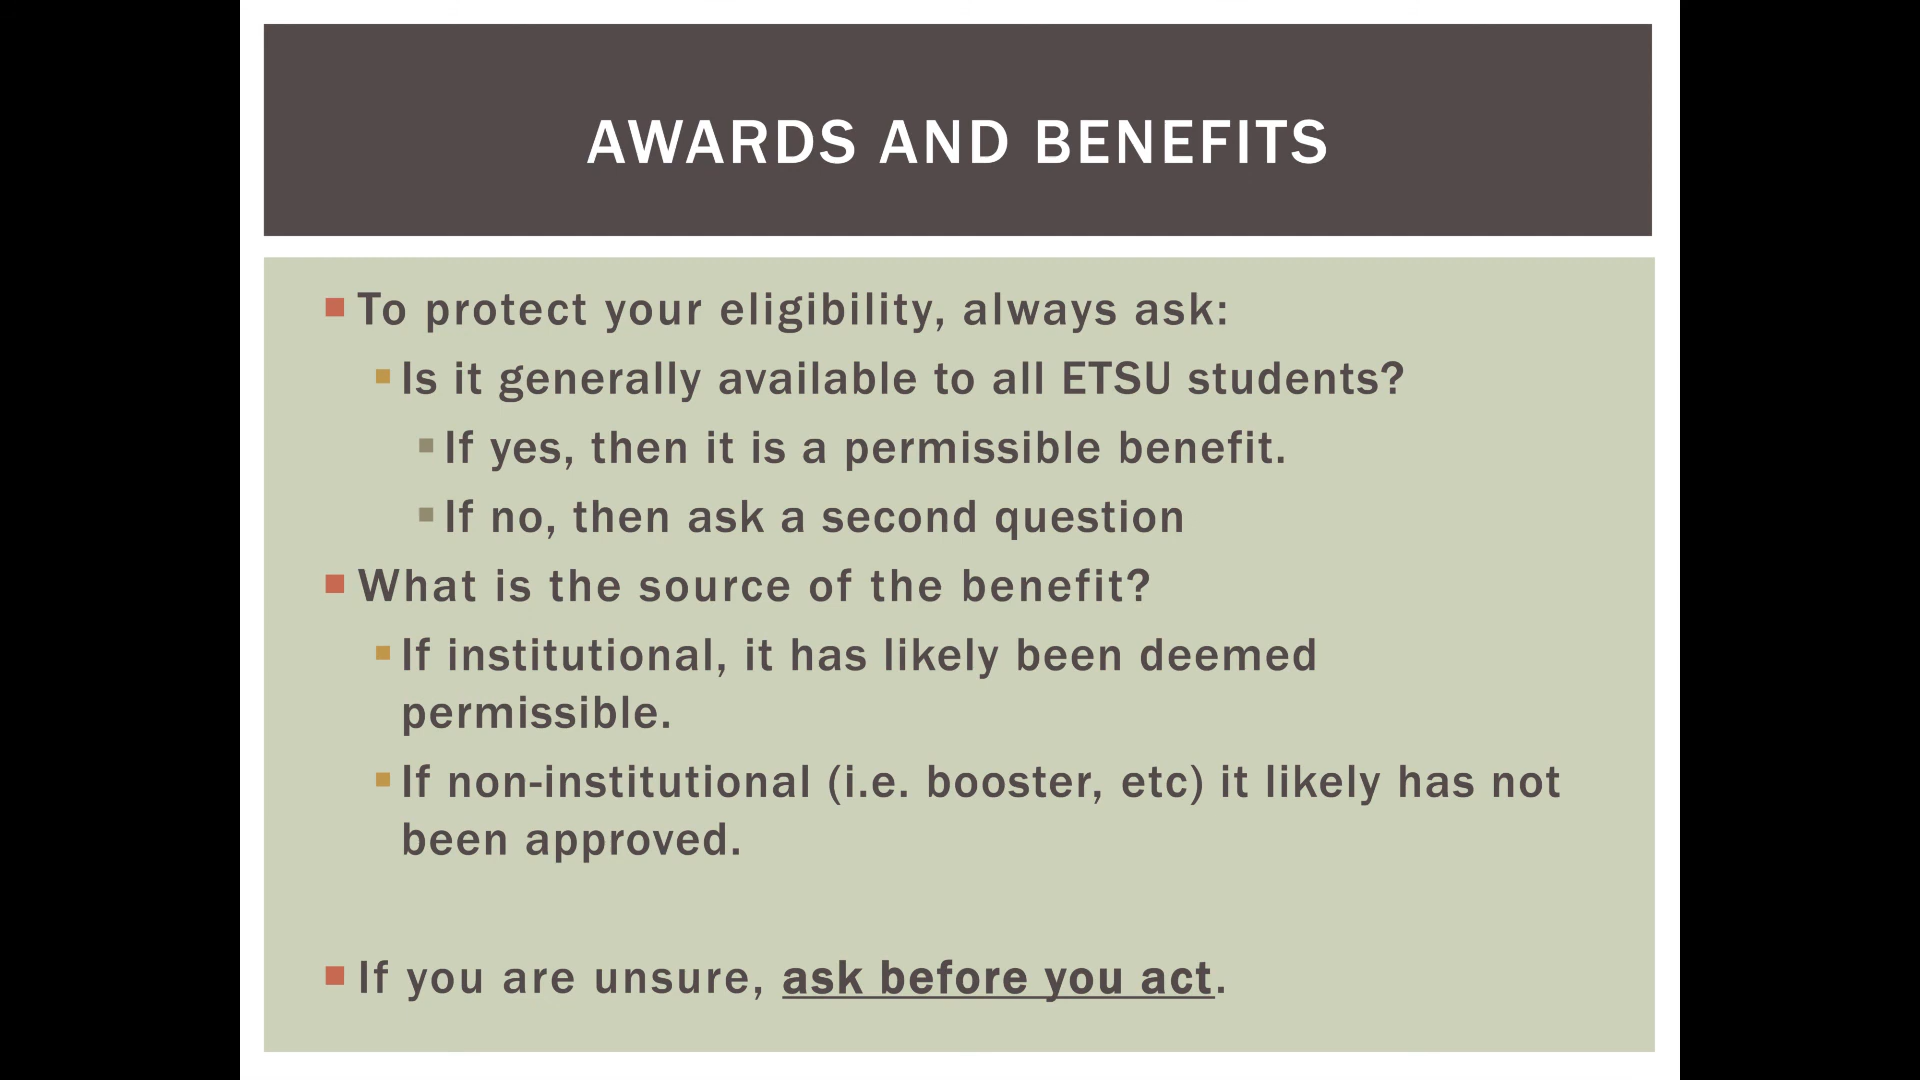 AWARDS AND BENEFITS
To protect your eligibility, always ask:
Is it generally available to all ETSU students?
If yes, then it is a permissible benefit.
If no, then ask a second question
What is the source of the benefit?
If institutional, it has likely been deemed
permissible.
If non-institutional (i.e. booster, etc) it likely has not
been approved.
If you are unsure, ask before you act.